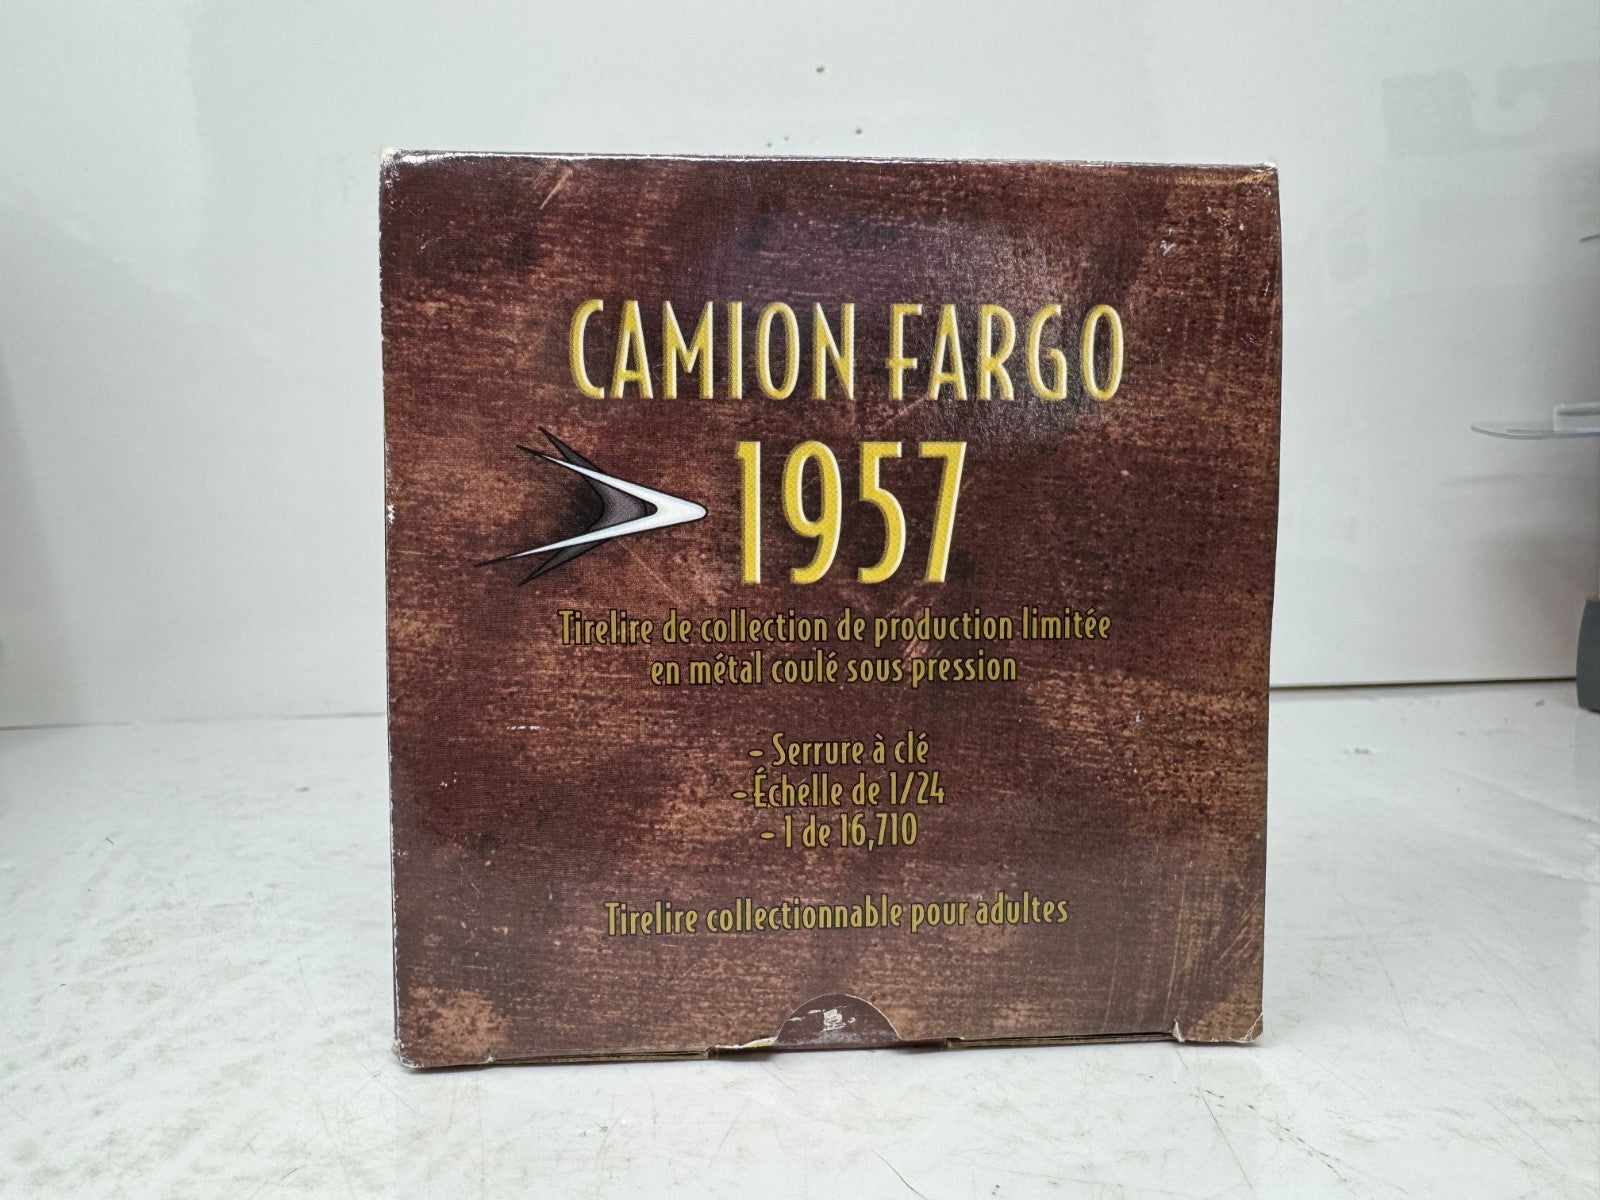 CAMION FARGO
1957
Tirelire de collection de production limitée
en métal coulé sous pression
- Serrure à clé
- Échelle de 1/24
- 1 de 16,710
Tirelire collectionnable pour adultes